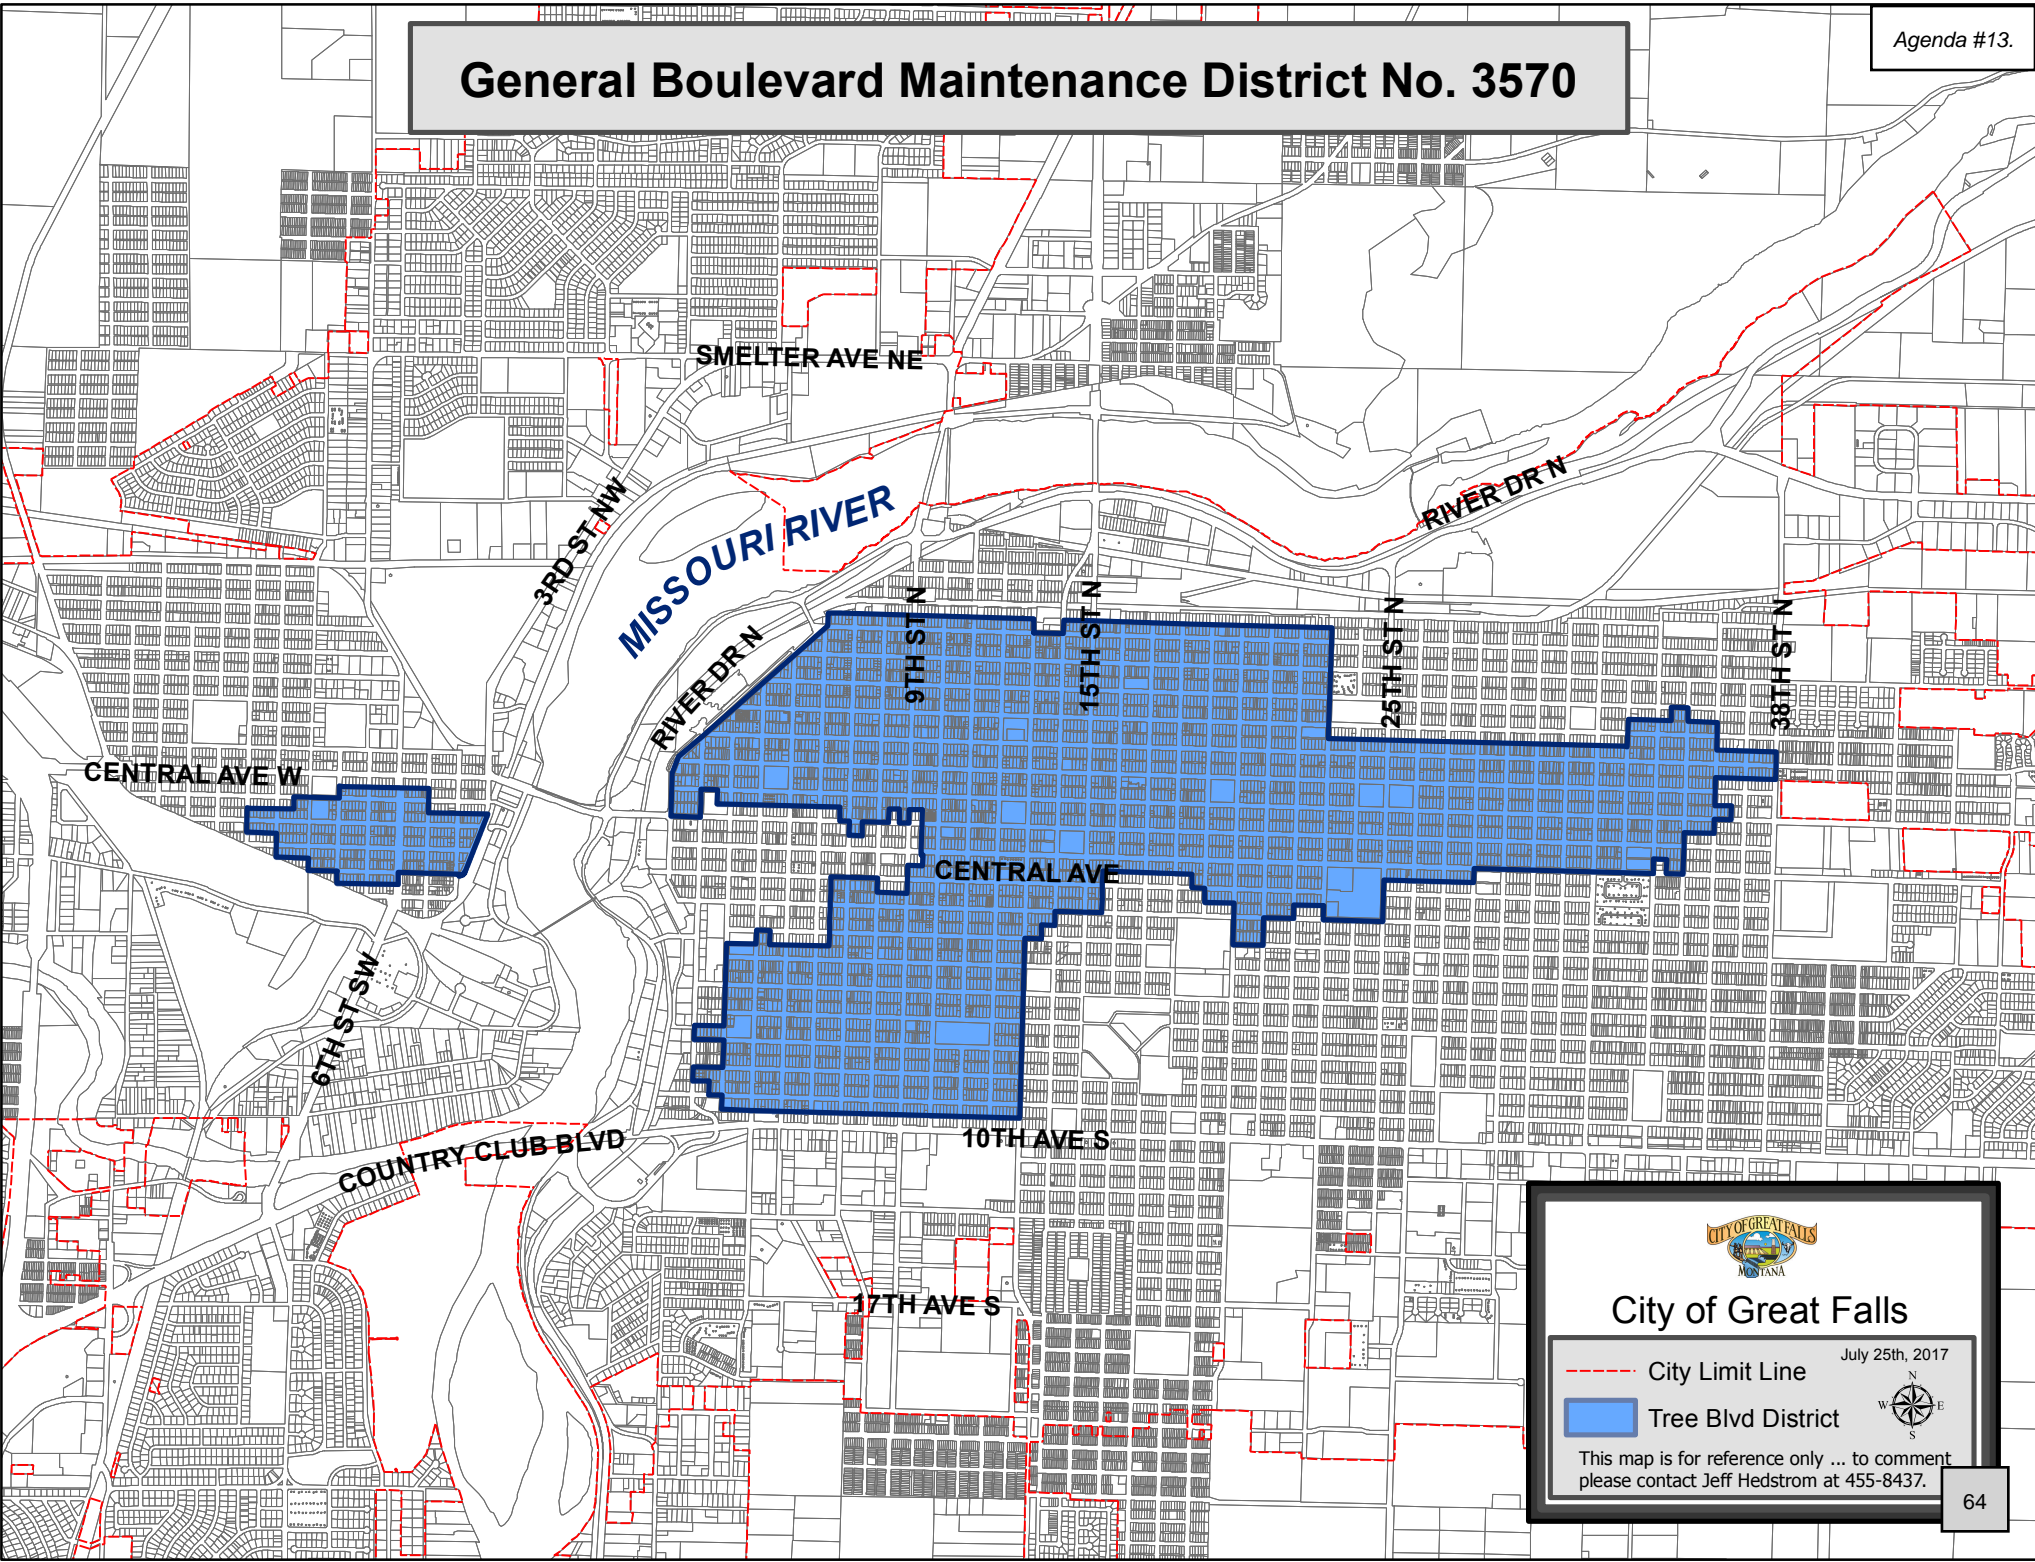 Agenda #13.
General Boulevard Maintenance District No. 3570
SMELTER AVE NE
3RD ST NW
MISSOURI RIVER
RIVER DR N
RIVER DR N
9TH ST N
15TH ST N
25TH ST N
38TH ST N
CENTRAL AVE W
CENTRAL AVE
6TH ST SW
COUNTRY CLUB BLVD
10TH AVE S
17TH AVE S
CITY OF GREAT FALLS
MONTANA
City of Great Falls
July 25th, 2017
City Limit Line
N
W E
S
Tree Blvd District
This map is for reference only ... to comment
please contact Jeff Hedstrom at 455-8437.
64